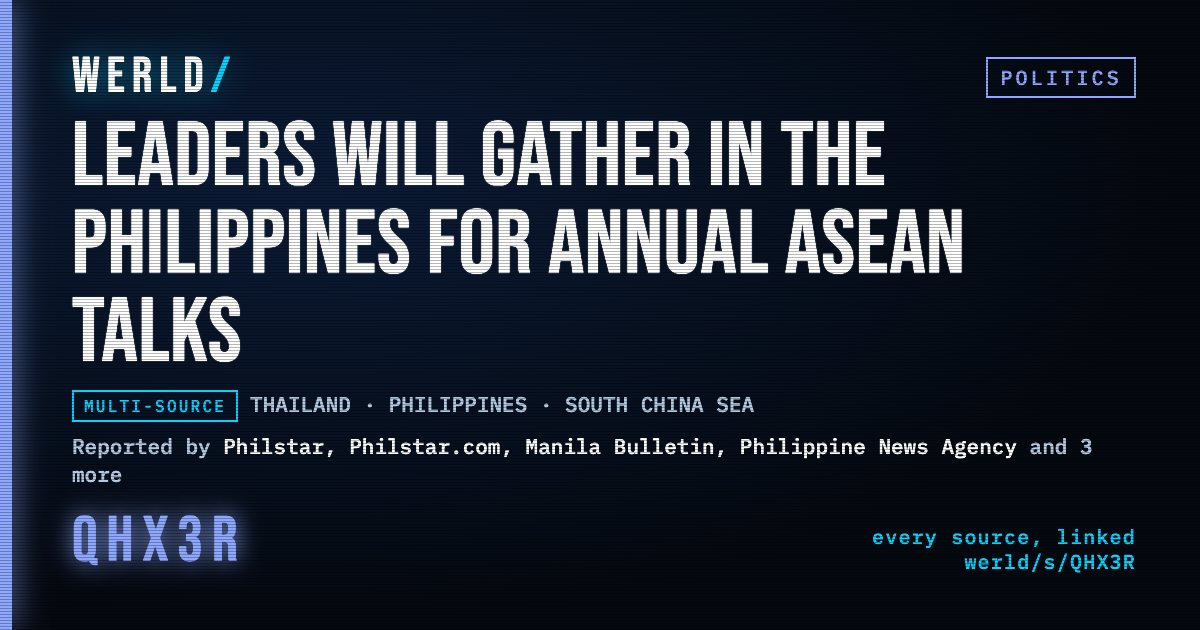 WERLD/
POLITICS
LEADERS WILL GATHER IN THE
PHILIPPINES FOR ANNUAL ASEAN
TALKS
MULTI-SOURCE THAILAND · PHILIPPINES · SOUTH CHINA SEA
Reported by Philstar, Philstar.com, Manila Bulletin, Philippine News Agency and 3
more
QHX3R
every source, linked
werld/s/QHX3R